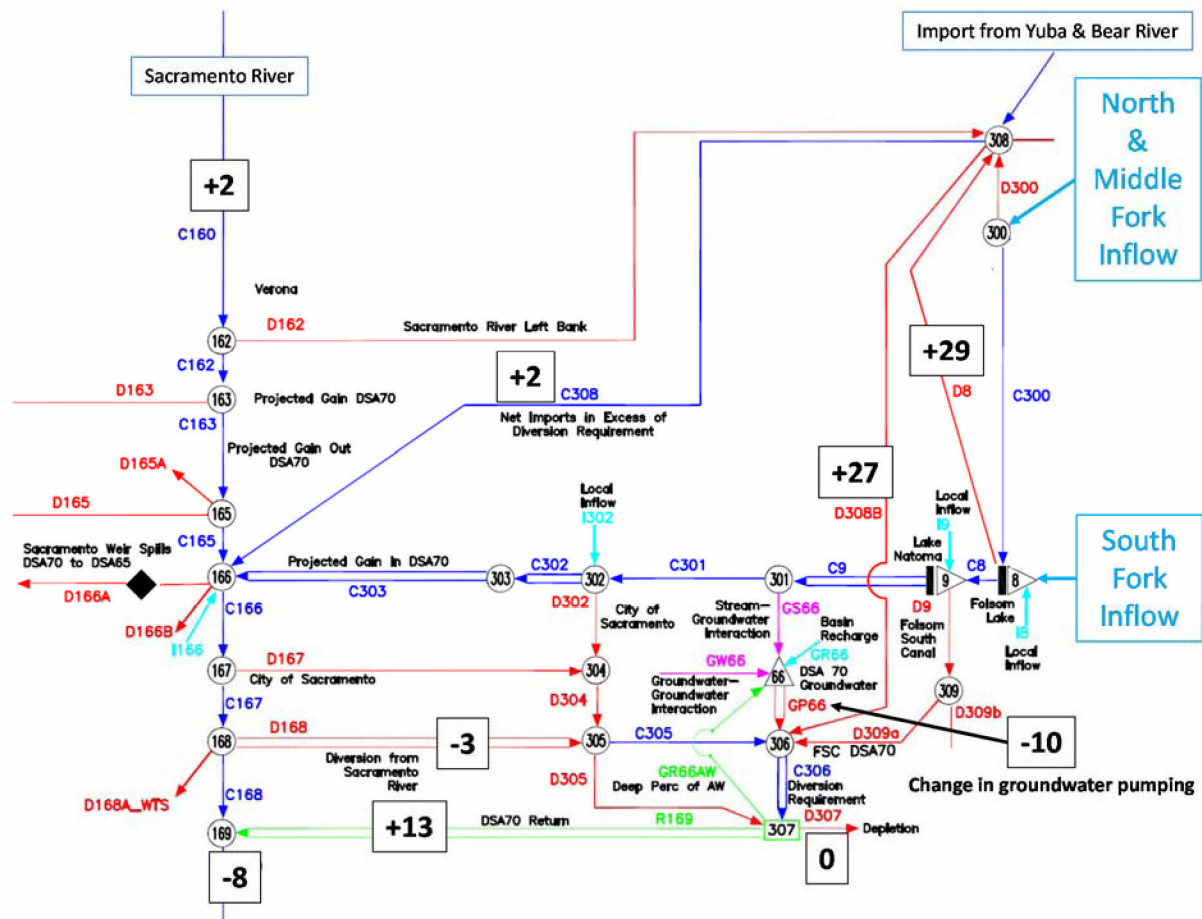 Import from Yuba & Bear River
Sacramento River
North
&
Middle
Fork
Inflow
308
D300
300
+2
C160
Verona
D162
Sacramento River Left Bank
162
C162
+2
C308
+29
D8
C300
D163
163
Projected Gain DSA70
Net Imports in Excess of
Diversion Requirement
C163
Projected Gain Out
DSA70
D165A
+27
D308B
D165
165
Local
Inflow
I302
Local
Inflow
I9
C165
Sacramento Weir Spills
DSA70 to DSA65
Projected Gain In DSA70
Lake
Natoma
South
Fork
Inflow
166
C303
303
C302
302
C301
301
C9
9
C8
8
D166A
D166B
I166
C166
D302
City of
Sacramento
GS66
Stream-
Groundwater
Interaction
Basin
Recharge
GR66
D9
Folsom
South
Canal
Folsom
Lake
I8
Local
Inflow
167
D167
City of Sacramento
304
GW66
Groundwater-
Groundwater
Interaction
66
DSA 70
Groundwater
C167
D304
GP66
309
D309b
168
D168
-3
305
C305
306
D309a
FSC DSA70
-10
Diversion from
Sacramento
River
GR66AW
Deep Perc of AW
C306
Diversion
Requirement
Change in groundwater pumping
D168A_WTS
C168
D305
169
+13
DSA70 Return
R169
307
D307
Depletion
-8
0